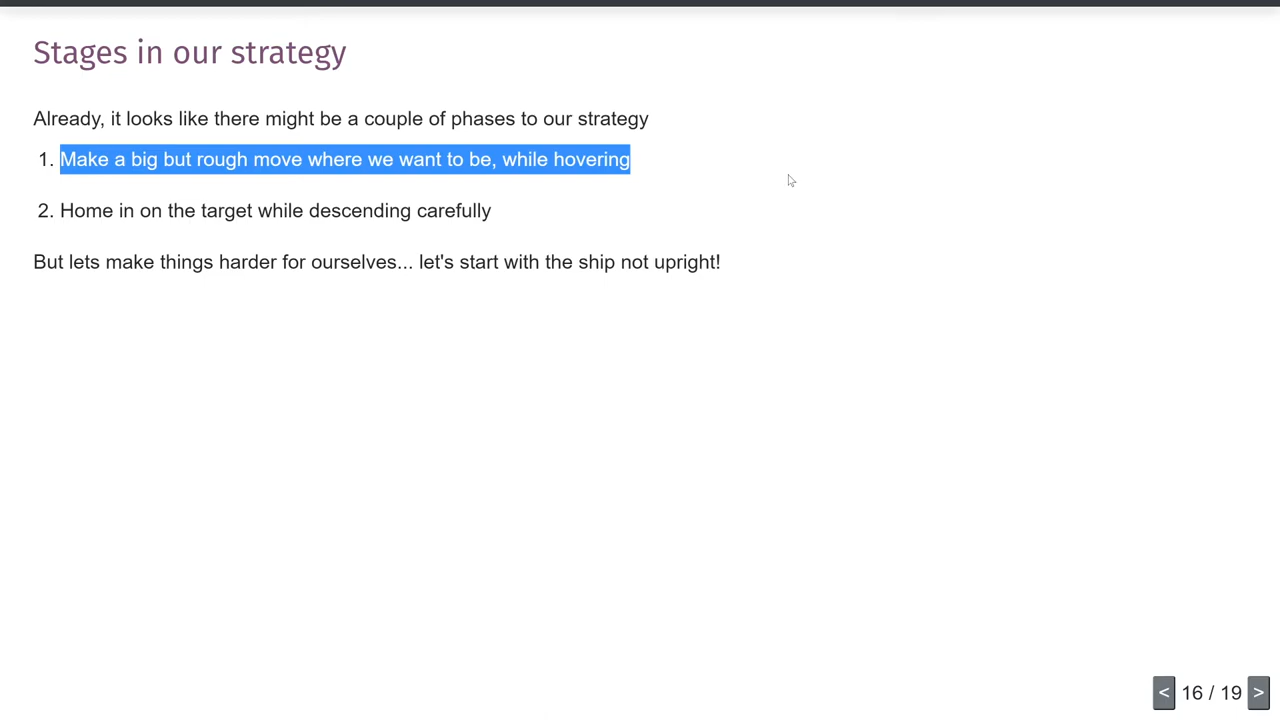 Stages in our strategy
Already, it looks like there might be a couple of phases to our strategy
1. Make a big but rough move where we want to be, while hovering
2. Home in on the target while descending carefully
But lets make things harder for ourselves... let's start with the ship not upright!
< 16 / 19 >